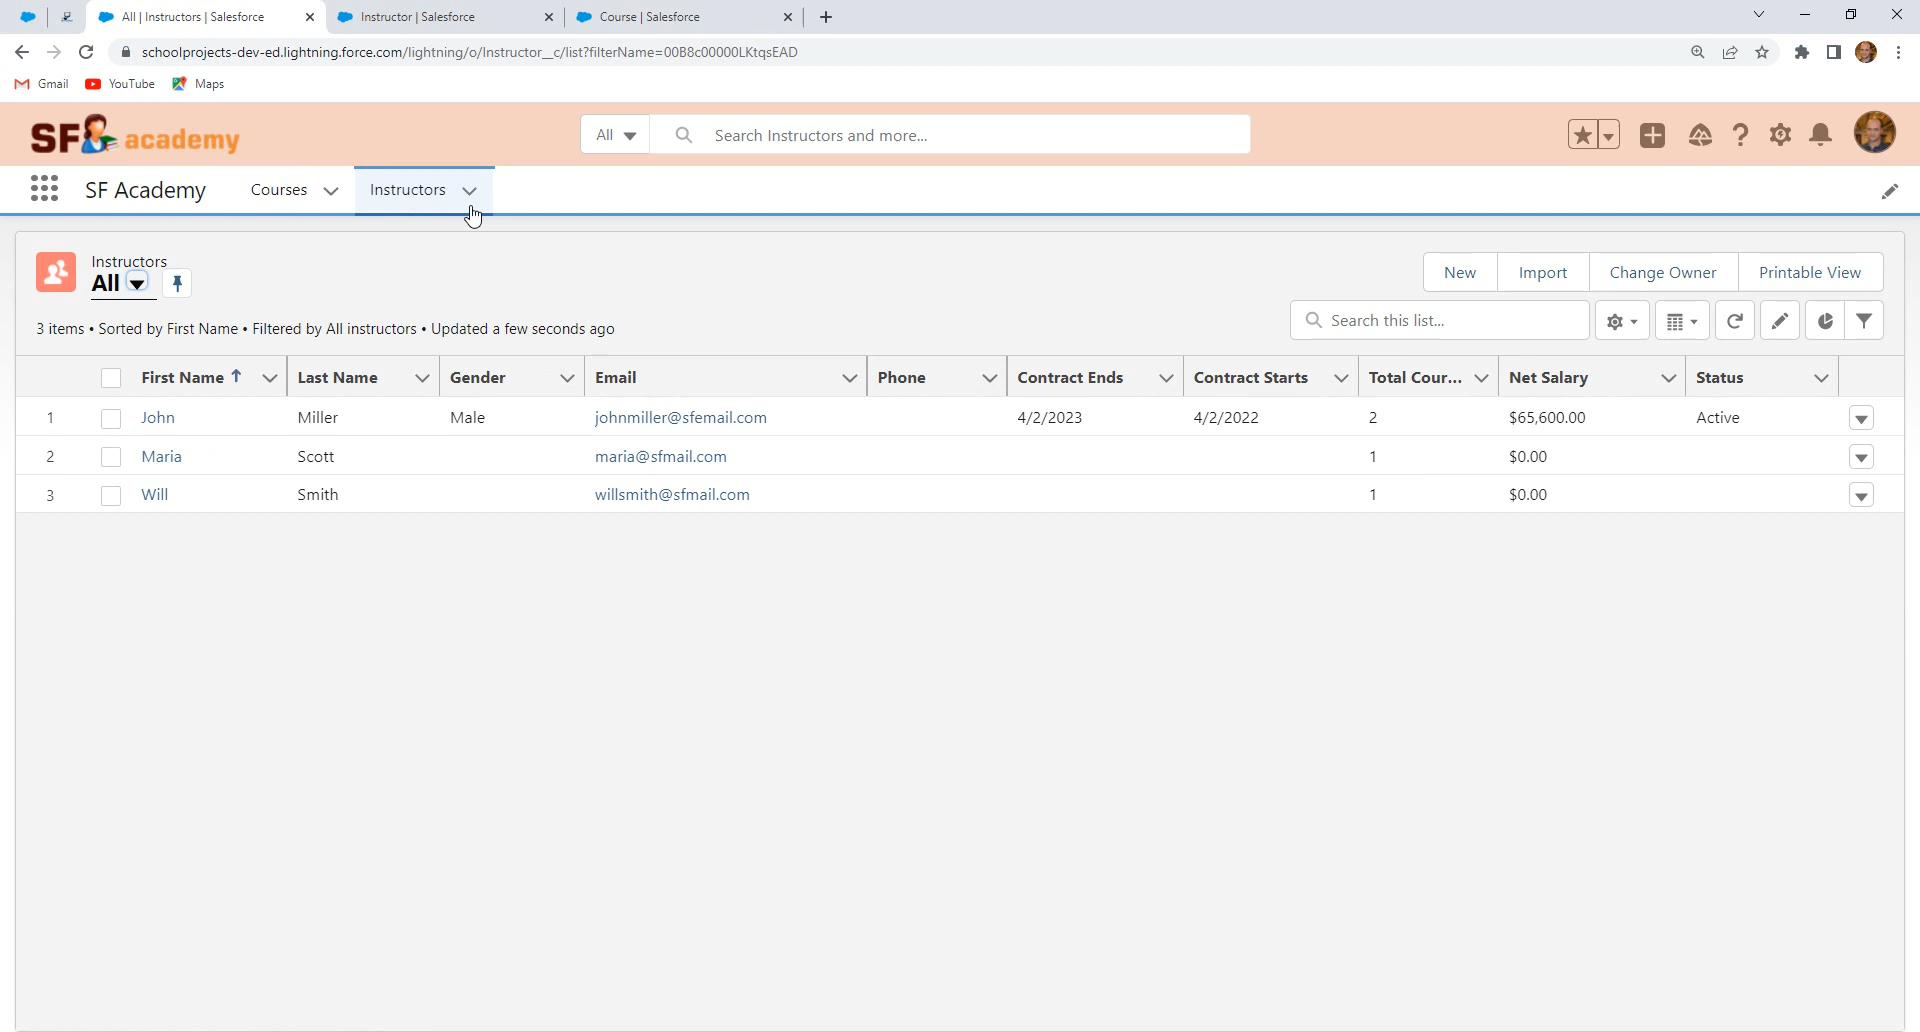 All | Instructors | Salesforce
Instructor | Salesforce
Course | Salesforce
schoolprojects-dev-ed.lightning.force.com/lightning/o/Instructor__c/list?filterName=00B8c00000LKtqsEAD
Gmail YouTube Maps
SF academy
All Search Instructors and more...
SF Academy Courses Instructors
Instructors
All
New Import Change Owner Printable View
3 items • Sorted by First Name • Filtered by All instructors • Updated a few seconds ago
Search this list...
First Name Last Name Gender Email Phone Contract Ends Contract Starts Total Cour... Net Salary Status
1 John Miller Male johnmiller@sfemail.com 4/2/2023 4/2/2022 2 $65,600.00 Active
2 Maria Scott maria@sfmail.com 1 $0.00
3 Will Smith willsmith@sfmail.com 1 $0.00